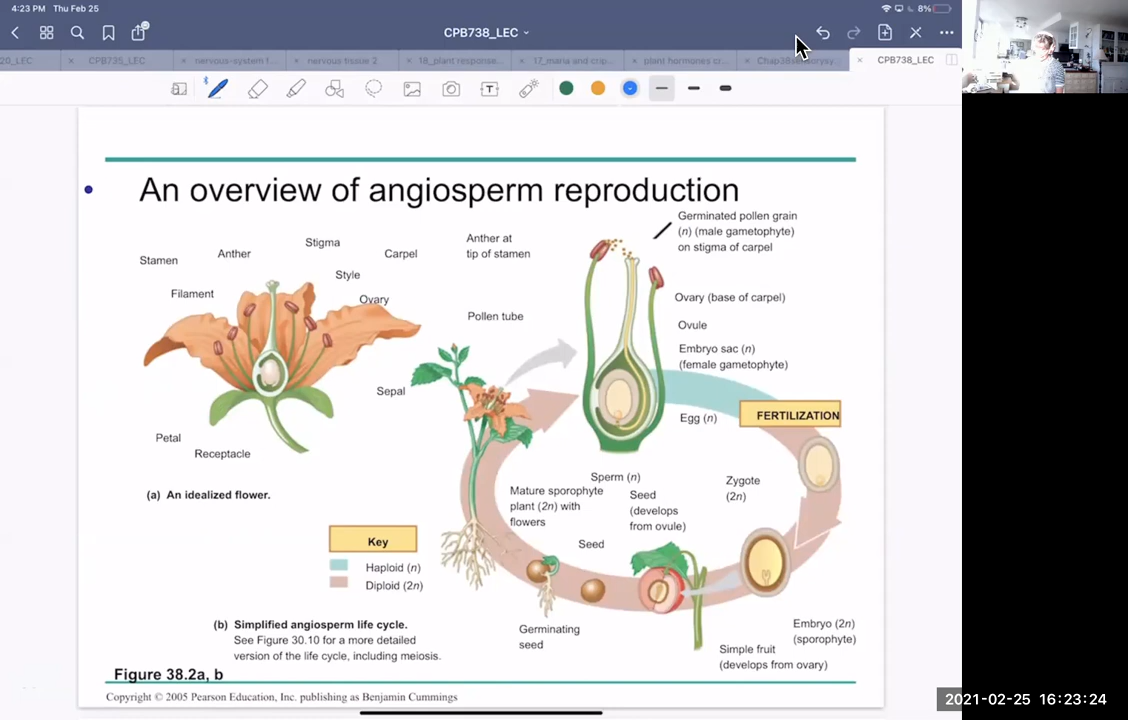 4:23 PM Thu Feb 25
8%
CPB738_LEC
20_LEC
CPB735_LEC
nervous-system f...
nervous tissue 2
18_plant response...
17_maria and crip...
plant hormones cr...
CPB738_LEC
An overview of angiosperm reproduction
Stamen
Anther
Stigma
Carpel
Style
Filament
Ovary
Sepal
Petal
Receptacle
(a) An idealized flower.
Anther at
tip of stamen
Pollen tube
Germinated pollen grain
(n) (male gametophyte)
on stigma of carpel
Ovary (base of carpel)
Ovule
Embryo sac (n)
(female gametophyte)
Egg (n)
FERTILIZATION
Sperm (n)
Mature sporophyte
plant (2n) with
flowers
Seed
(develops
from ovule)
Zygote
(2n)
Seed
Key
Haploid (n)
Diploid (2n)
(b) Simplified angiosperm life cycle.
See Figure 30.10 for a more detailed
version of the life cycle, including meiosis.
Germinating
seed
Embryo (2n)
(sporophyte)
Simple fruit
(develops from ovary)
Figure 38.2a, b
Copyright © 2005 Pearson Education, Inc. publishing as Benjamin Cummings
2021-02-25 16:23:24